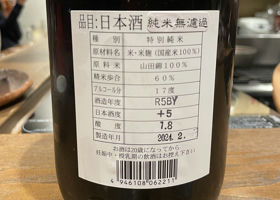 品目:日本酒 純米無濾過
種別 特別純米
原材料名 米・米麹(国産米100%)
原料米 山田錦100%
精米歩合 60%
アルコール分 17度
酒造年度 R5BY
日本酒度 +5
酸度 1.8
製造年月 2024.2.
お酒は20歳になってから
妊娠中・授乳期の飲酒はお控え下さい
4946108062211